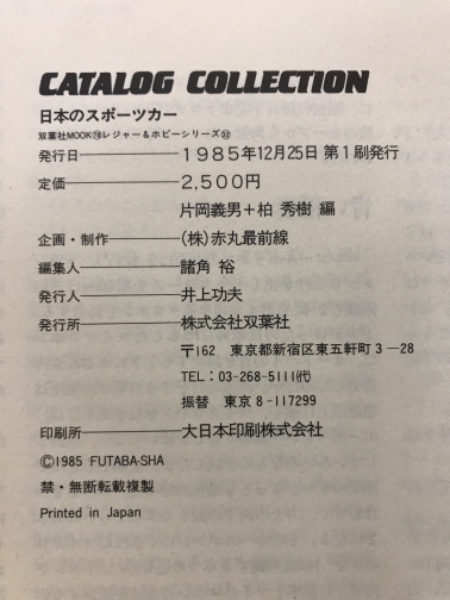 CATALOG COLLECTION
日本のスポーツカー
双葉社MOOK㉘レジャー&ホビーシリーズ㉜
発行日――1985年12月25日 第1刷発行
定価――2,500円
片岡義男+柏 秀樹 編
企画・制作――(株)赤丸最前線
編集人――諸角 裕
発行人――井上功夫
発行所――株式会社双葉社
〒162 東京都新宿区東五軒町3-28
TEL:03-268-5111㈹
振替 東京8-117299
印刷所――大日本印刷株式会社
©1985 FUTABA-SHA
禁・無断転載複製
Printed in Japan